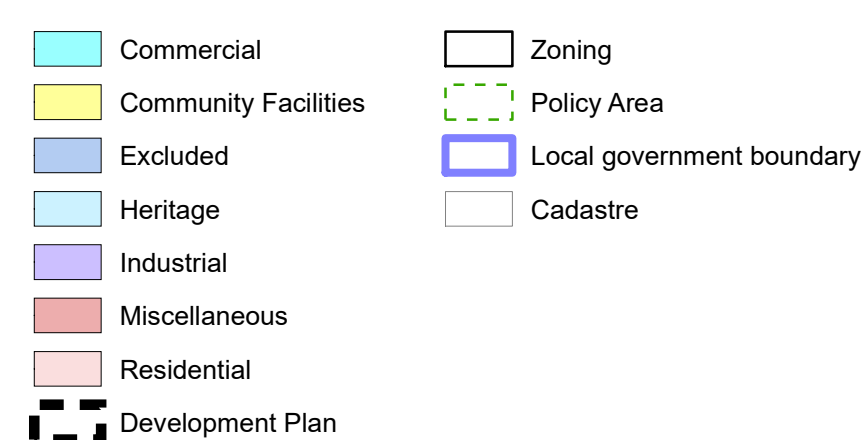 Commercial
Community Facilities
Excluded
Heritage
Industrial
Miscellaneous
Residential
Development Plan
Zoning
Policy Area
Local government boundary
Cadastre